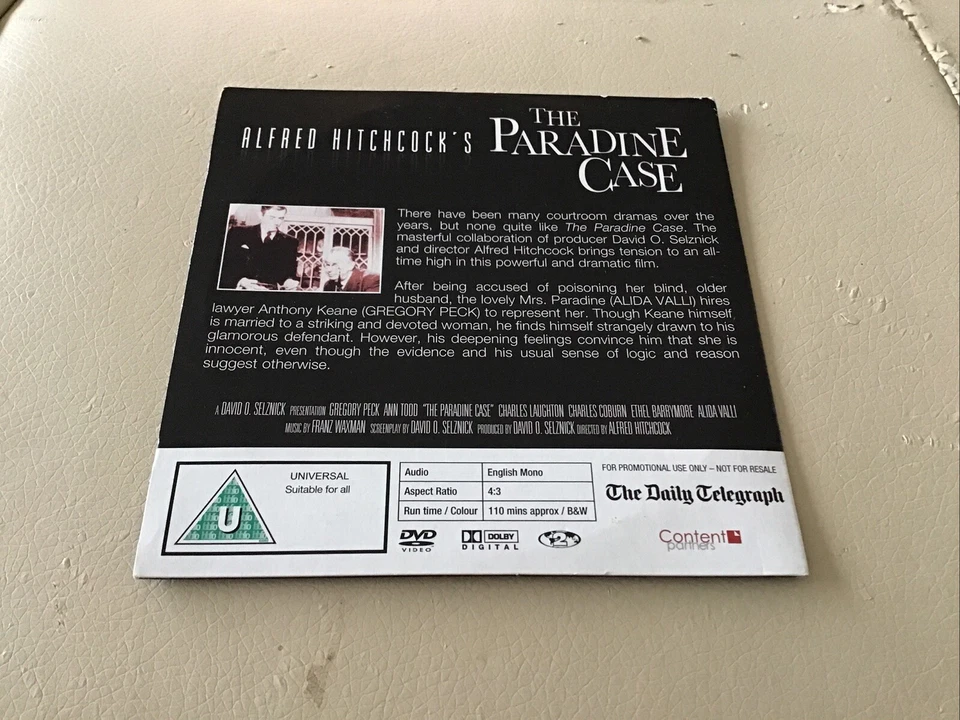 ALFRED HITCHCOCK'S
THE
PARADINE
CASE
There have been many courtroom dramas over the
years, but none quite like The Paradine Case. The
masterful collaboration of producer David O. Selznick
and director Alfred Hitchcock brings tension to an all-
time high in this powerful and dramatic film.
After being accused of poisoning her blind, older
husband, the lovely Mrs. Paradine (ALIDA VALLI) hires
lawyer Anthony Keane (GREGORY PECK) to represent her. Though Keane himself
is married to a striking and devoted woman, he finds himself strangely drawn to his
glamorous defendant. However, his deepening feelings convince him that she is
innocent, even though the evidence and his usual sense of logic and reason
suggest otherwise.
A DAVID O. SELZNICK PRESENTATION GREGORY PECK ANN TODD "THE PARADINE CASE" CHARLES LAUGHTON CHARLES COBURN ETHEL BARRYMORE ALIDA VALLI
MUSIC BY FRANZ WAXMAN SCREENPLAY BY DAVID O. SELZNICK PRODUCED BY DAVID O. SELZNICK DIRECTED BY ALFRED HITCHCOCK
U
UNIVERSAL
Suitable for all
Audio English Mono
Aspect Ratio 4:3
Run time / Colour 110 mins approx / B&W
DVD
VIDEO
DOLBY
DIGITAL
2
FOR PROMOTIONAL USE ONLY – NOT FOR RESALE
The Daily Telegraph
Content
partners